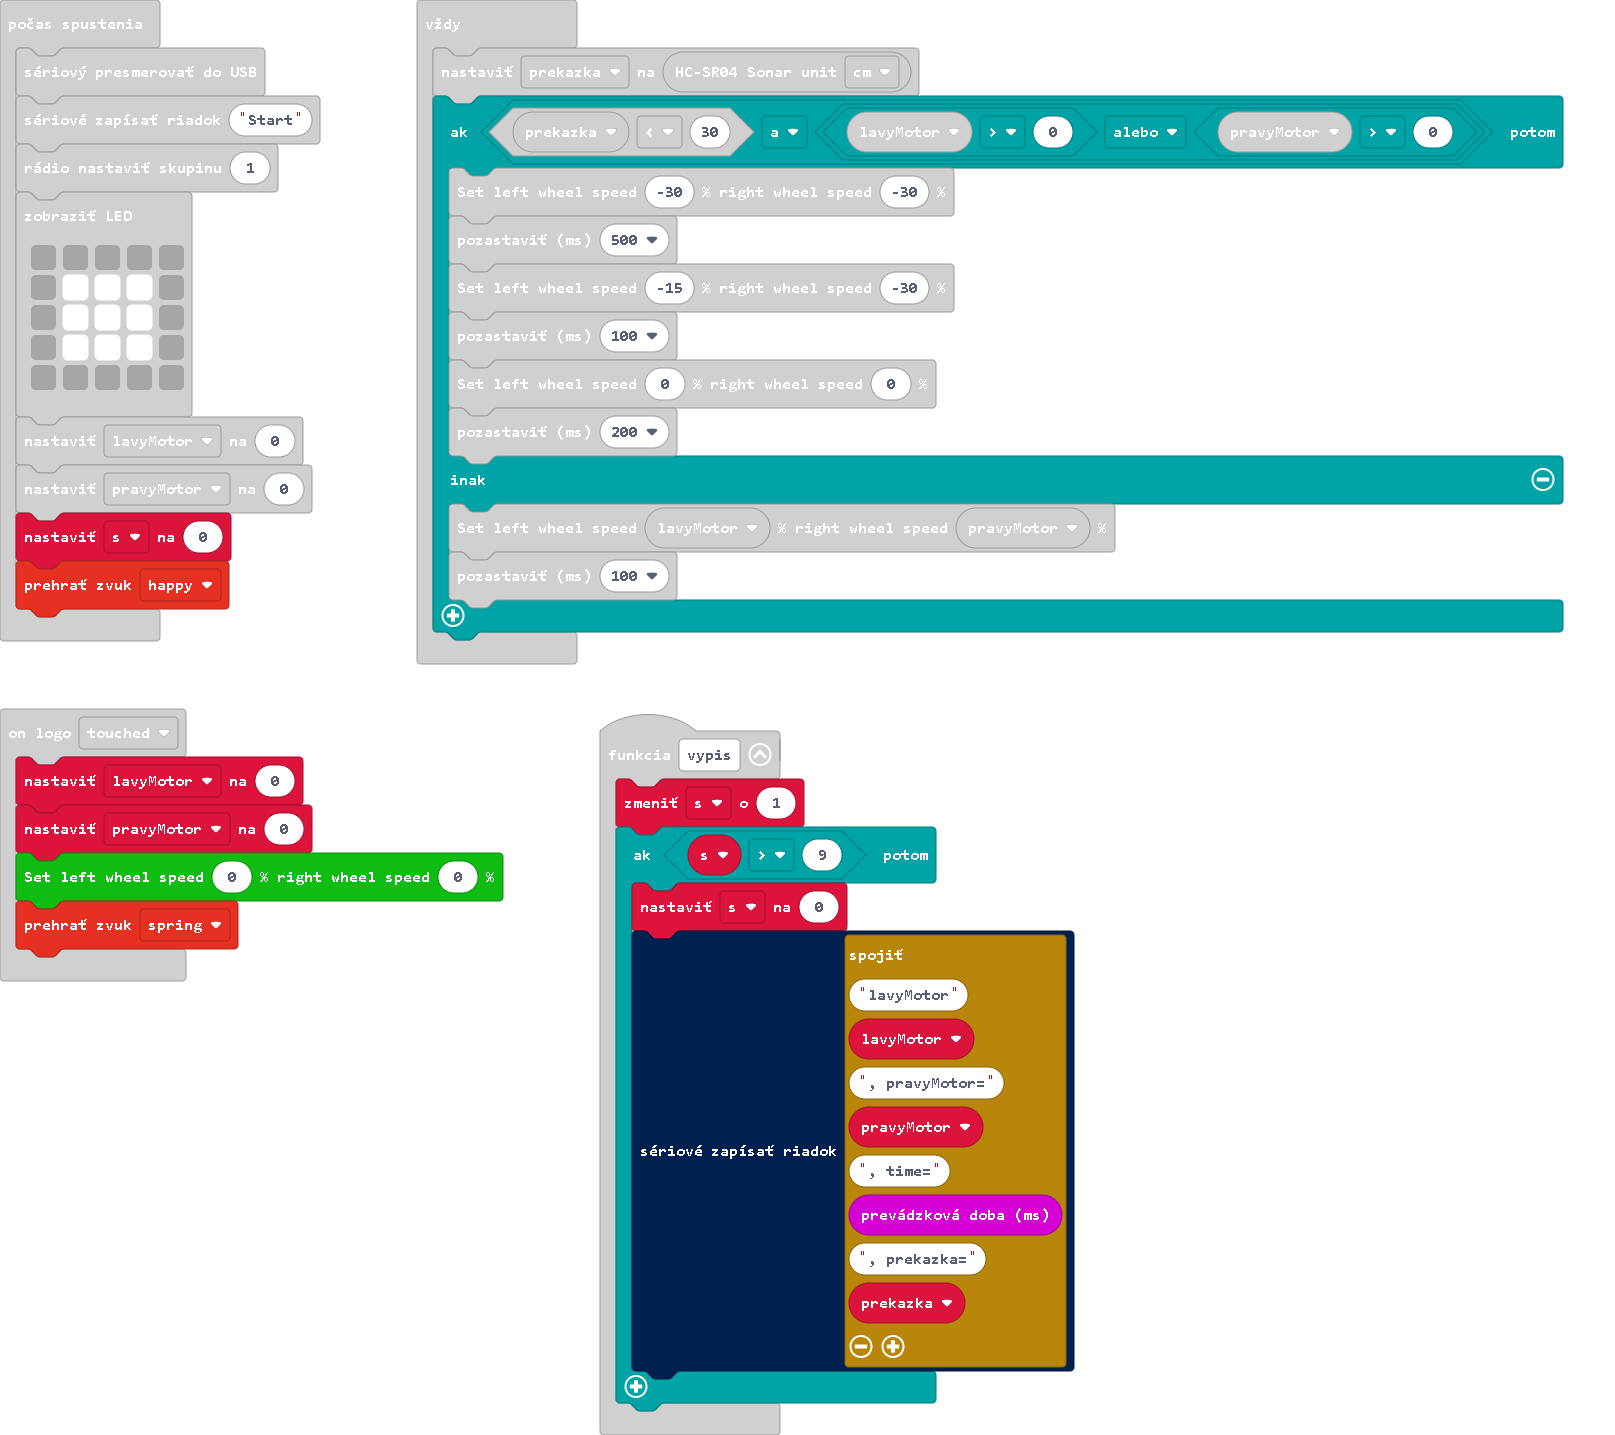 počas spustenia
sériový presmerovať do USB
sériové zapísať riadok "Start"
rádio nastaviť skupinu 1
zobraziť LED
nastaviť lavyMotor na 0
nastaviť pravyMotor na 0
nastaviť s na 0
prehrať zvuk happy
vždy
nastaviť prekazka na HC-SR04 Sonar unit cm
ak prekazka < 30 a lavyMotor > 0 alebo pravyMotor > 0 potom
Set left wheel speed -30 % right wheel speed -30 %
pozastaviť (ms) 500
Set left wheel speed -15 % right wheel speed -30 %
pozastaviť (ms) 100
Set left wheel speed 0 % right wheel speed 0 %
pozastaviť (ms) 200
inak
Set left wheel speed lavyMotor % right wheel speed pravyMotor %
pozastaviť (ms) 100
on logo touched
nastaviť lavyMotor na 0
nastaviť pravyMotor na 0
Set left wheel speed 0 % right wheel speed 0 %
prehrať zvuk spring
funkcia vypis
zmeniť s o 1
ak s > 9 potom
nastaviť s na 0
sériové zapísať riadok
spojiť
"lavyMotor"
lavyMotor
", pravyMotor="
pravyMotor
", time="
prevádzková doba (ms)
", prekazka="
prekazka